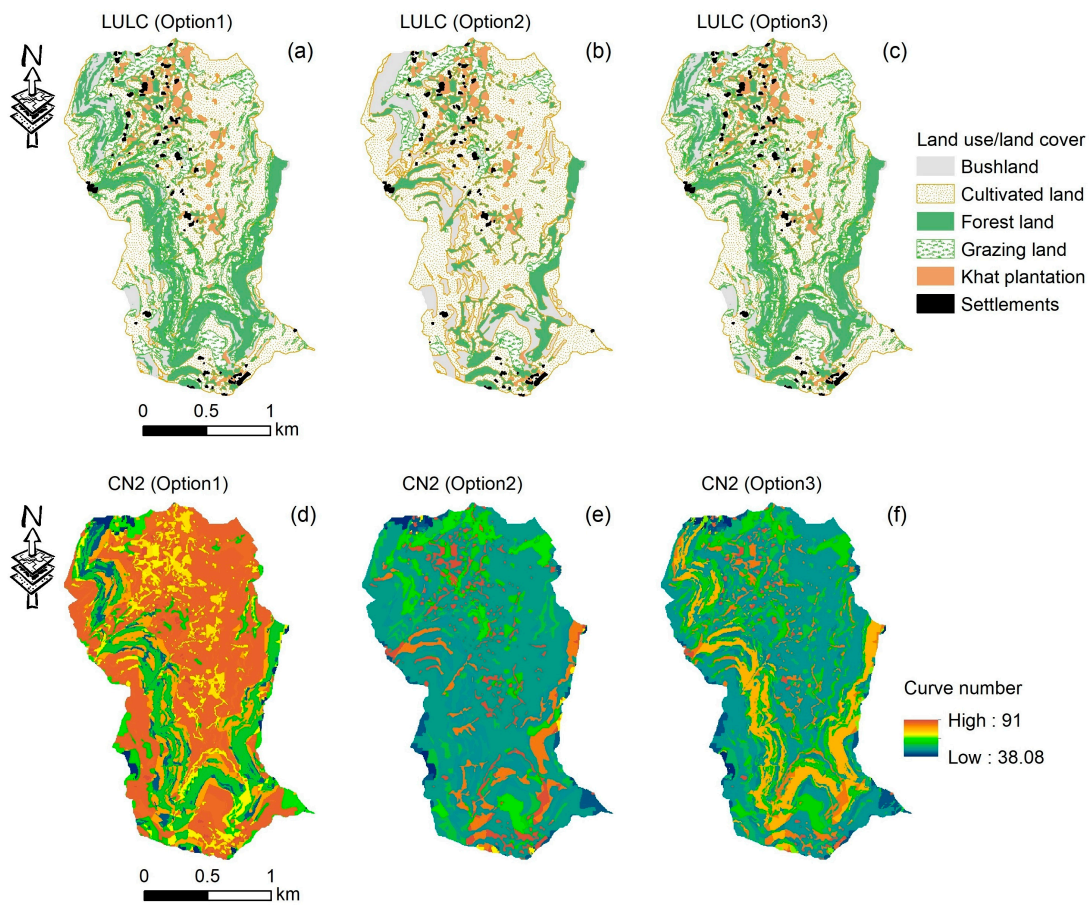 LULC (Option1)
LULC (Option2)
LULC (Option3)
(a)
(b)
(c)
N
Land use/land cover
Bushland
Cultivated land
Forest land
Grazing land
Khat plantation
Settlements
0 0.5 1
km
CN2 (Option1)
CN2 (Option2)
CN2 (Option3)
(d)
(e)
(f)
N
Curve number
High : 91
Low : 38.08
0 0.5 1
km